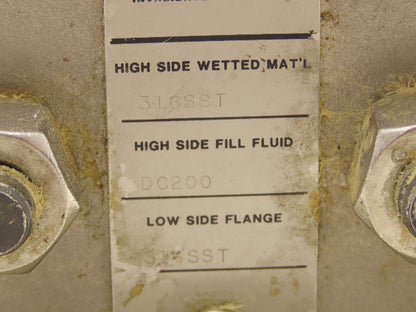 HIGH SIDE WETTED MAT'L
316SST
HIGH SIDE FILL FLUID
DC200
LOW SIDE FLANGE
316SST